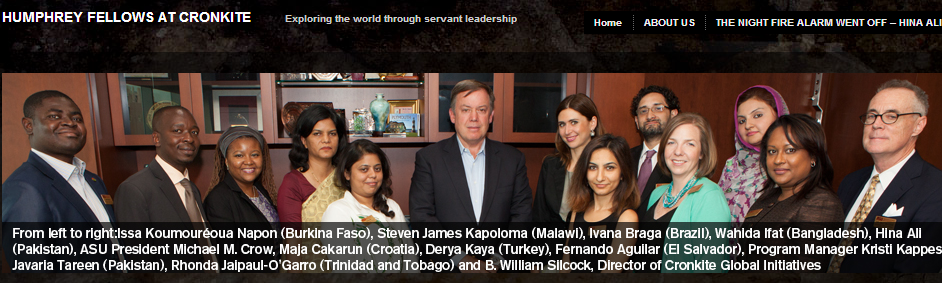 HUMPHREY FELLOWS AT CRONKITE
Exploring the world through servant leadership
Home ABOUT US THE NIGHT FIRE ALARM WENT OFF – HINA ALI
From left to right:Issa Koumouréoua Napon (Burkina Faso), Steven James Kapoloma (Malawi), Ivana Braga (Brazil), Wahida Ifat (Bangladesh), Hina Ali
(Pakistan), ASU President Michael M. Crow, Maja Cakarun (Croatia), Derya Kaya (Turkey), Fernando Aguilar (El Salvador), Program Manager Kristi Kappes
Javaria Tareen (Pakistan), Rhonda Jaipaul-O'Garro (Trinidad and Tobago) and B. William Silcock, Director of Cronkite Global Initiatives